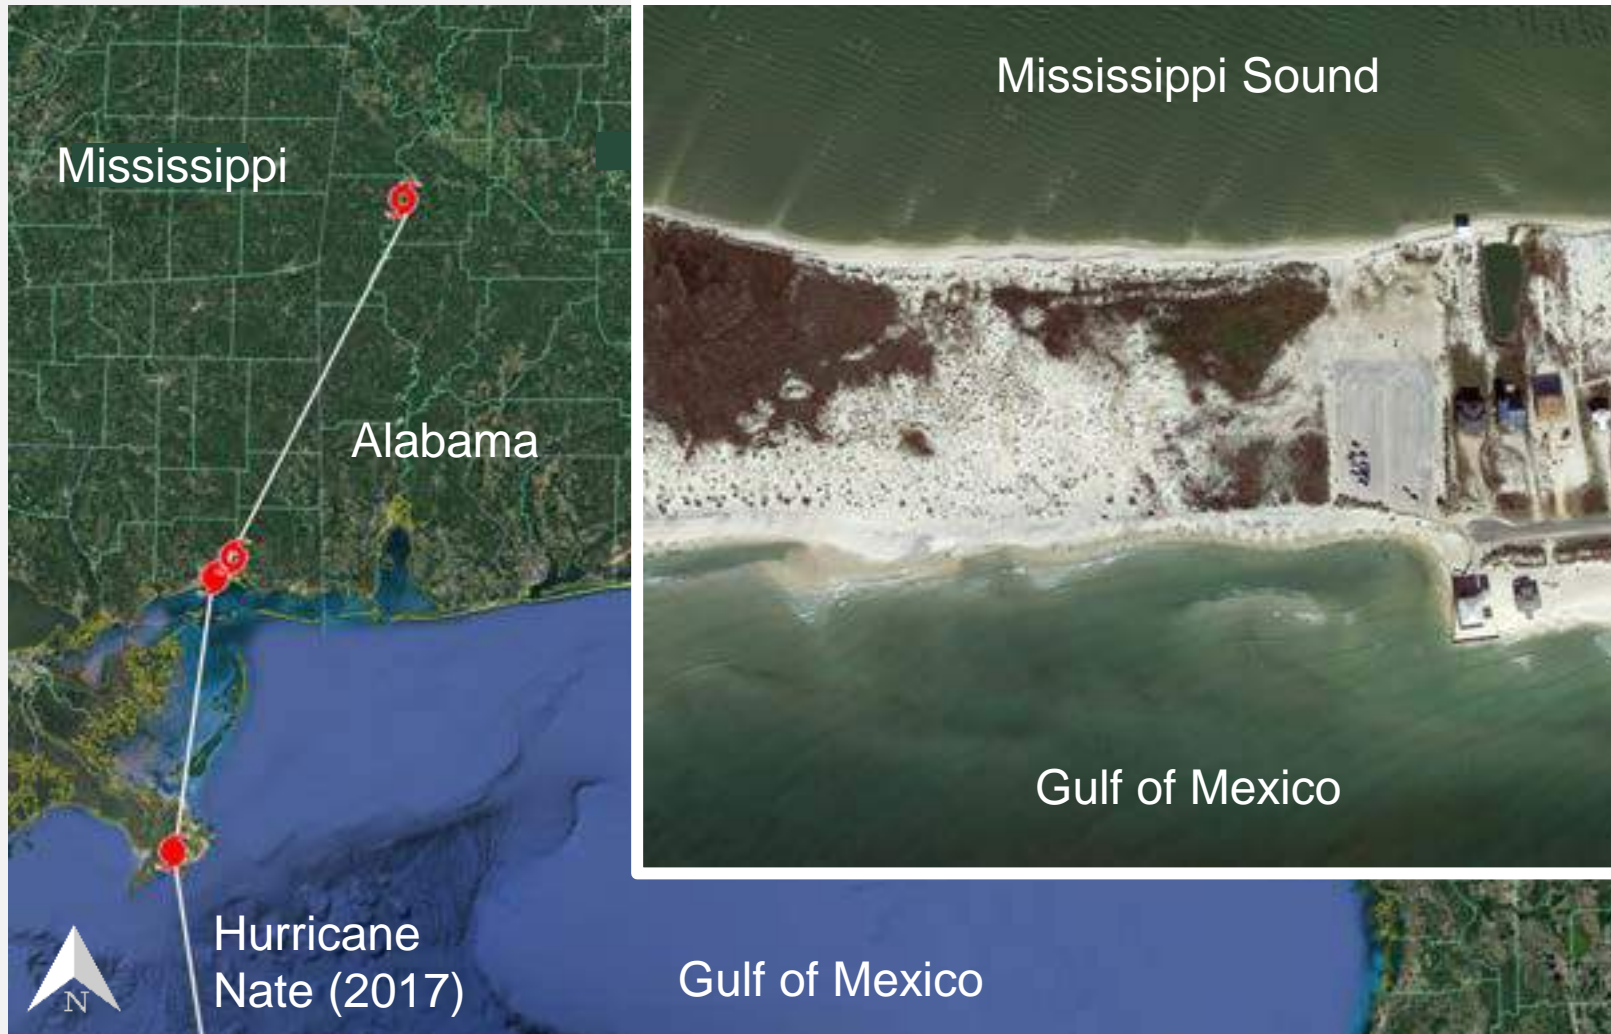 Mississippi Sound
Mississippi
Alabama
Gulf of Mexico
Hurricane
Nate (2017)
Gulf of Mexico
N